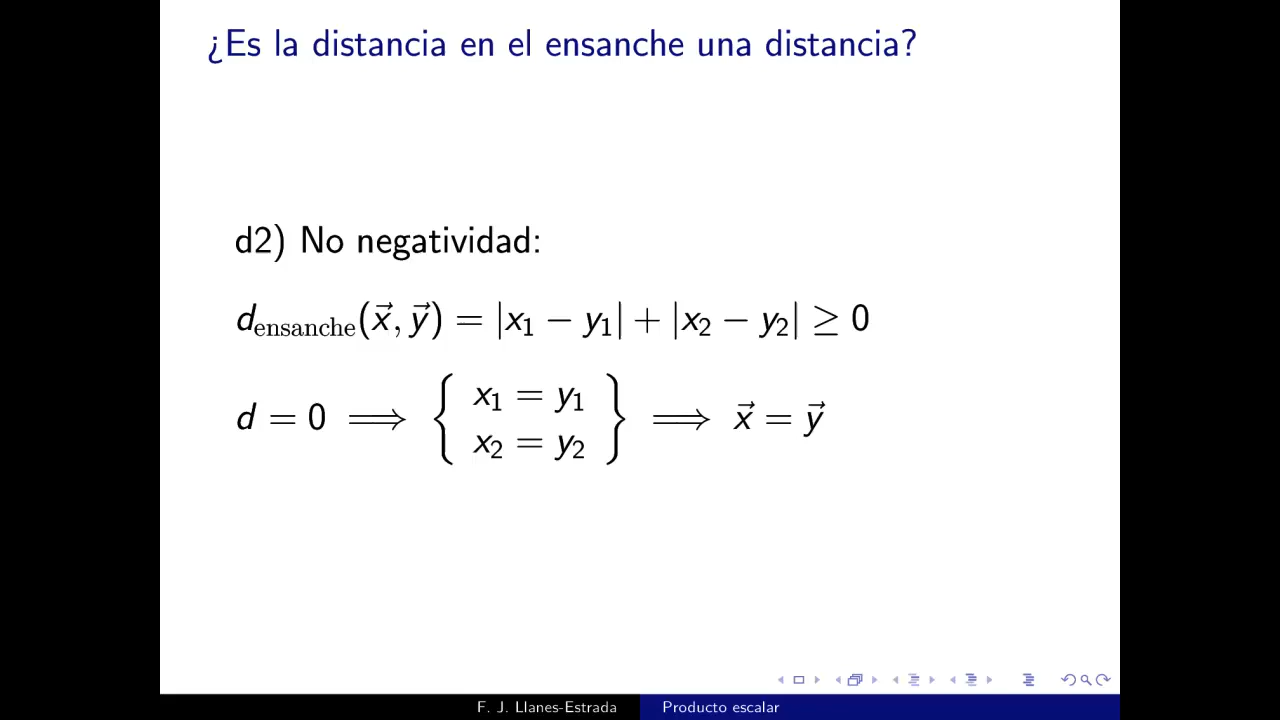 ¿Es la distancia en el ensanche una distancia?
d2) No negatividad:
d_ensanche(x⃗, y⃗) = |x₁ − y₁| + |x₂ − y₂| ≥ 0
d = 0 ⟹ { x₁ = y₁ x₂ = y₂ } ⟹ x⃗ = y⃗
F. J. Llanes-Estrada Producto escalar